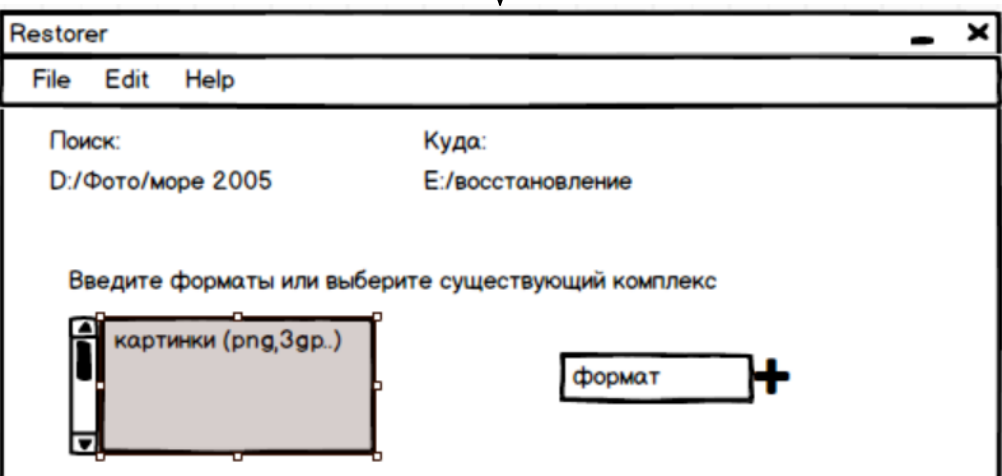 Restorer
File Edit Help
Поиск: Куда:
D:/Фото/море 2005 E:/восстановление
Введите форматы или выберите существующий комплекс
картинки (png,3gp..)
формат